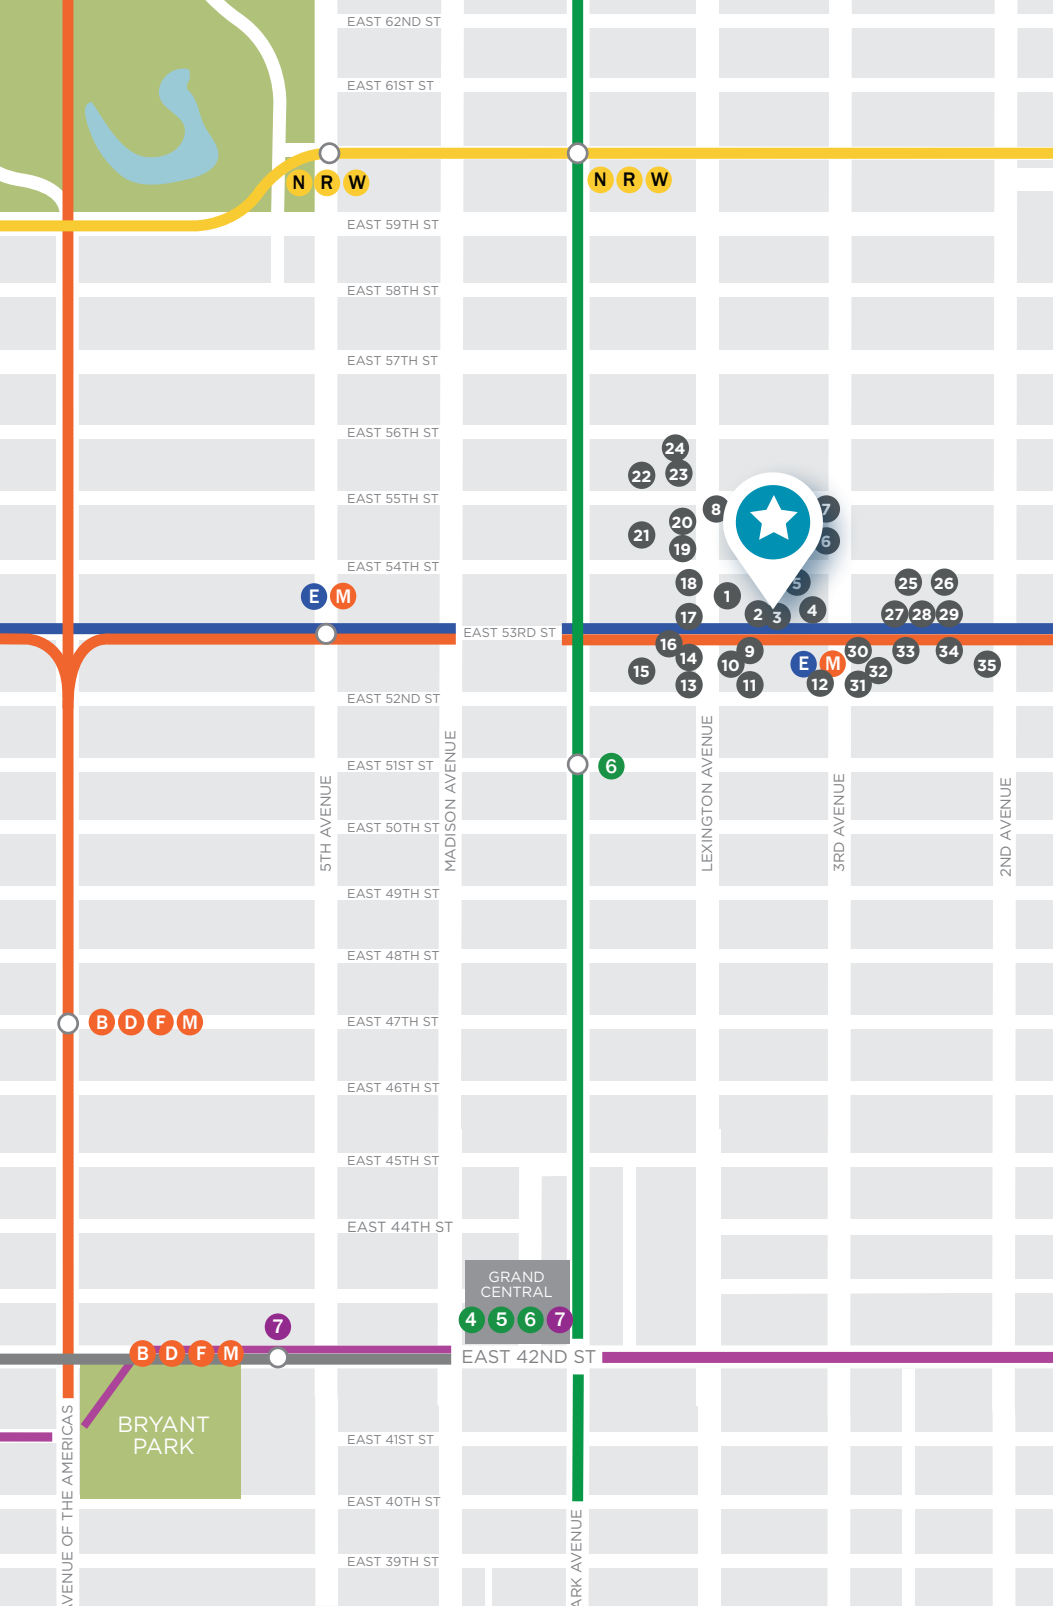 EAST 62ND ST
EAST 61ST ST
N R W
N R W
EAST 59TH ST
EAST 58TH ST
EAST 57TH ST
EAST 56TH ST
24
22
23
EAST 55TH ST
8
7
20
21
6
19
EAST 54TH ST
18
5
25
26
E M
1
2
3
4
17
27
28
29
EAST 53RD ST
16
14
9
30
33
34
15
10
E M
32
35
13
11
12
31
EAST 52ND ST
EAST 51ST ST
6
5TH AVENUE
MADISON AVENUE
LEXINGTON AVENUE
3RD AVENUE
2ND AVENUE
EAST 50TH ST
EAST 49TH ST
EAST 48TH ST
B D F M
EAST 47TH ST
EAST 46TH ST
EAST 45TH ST
EAST 44TH ST
GRAND
CENTRAL
4 5 6 7
7
B D F M
EAST 42ND ST
BRYANT
PARK
EAST 41ST ST
EAST 40TH ST
EAST 39TH ST
VENUE OF THE AMERICAS
ARK AVENUE